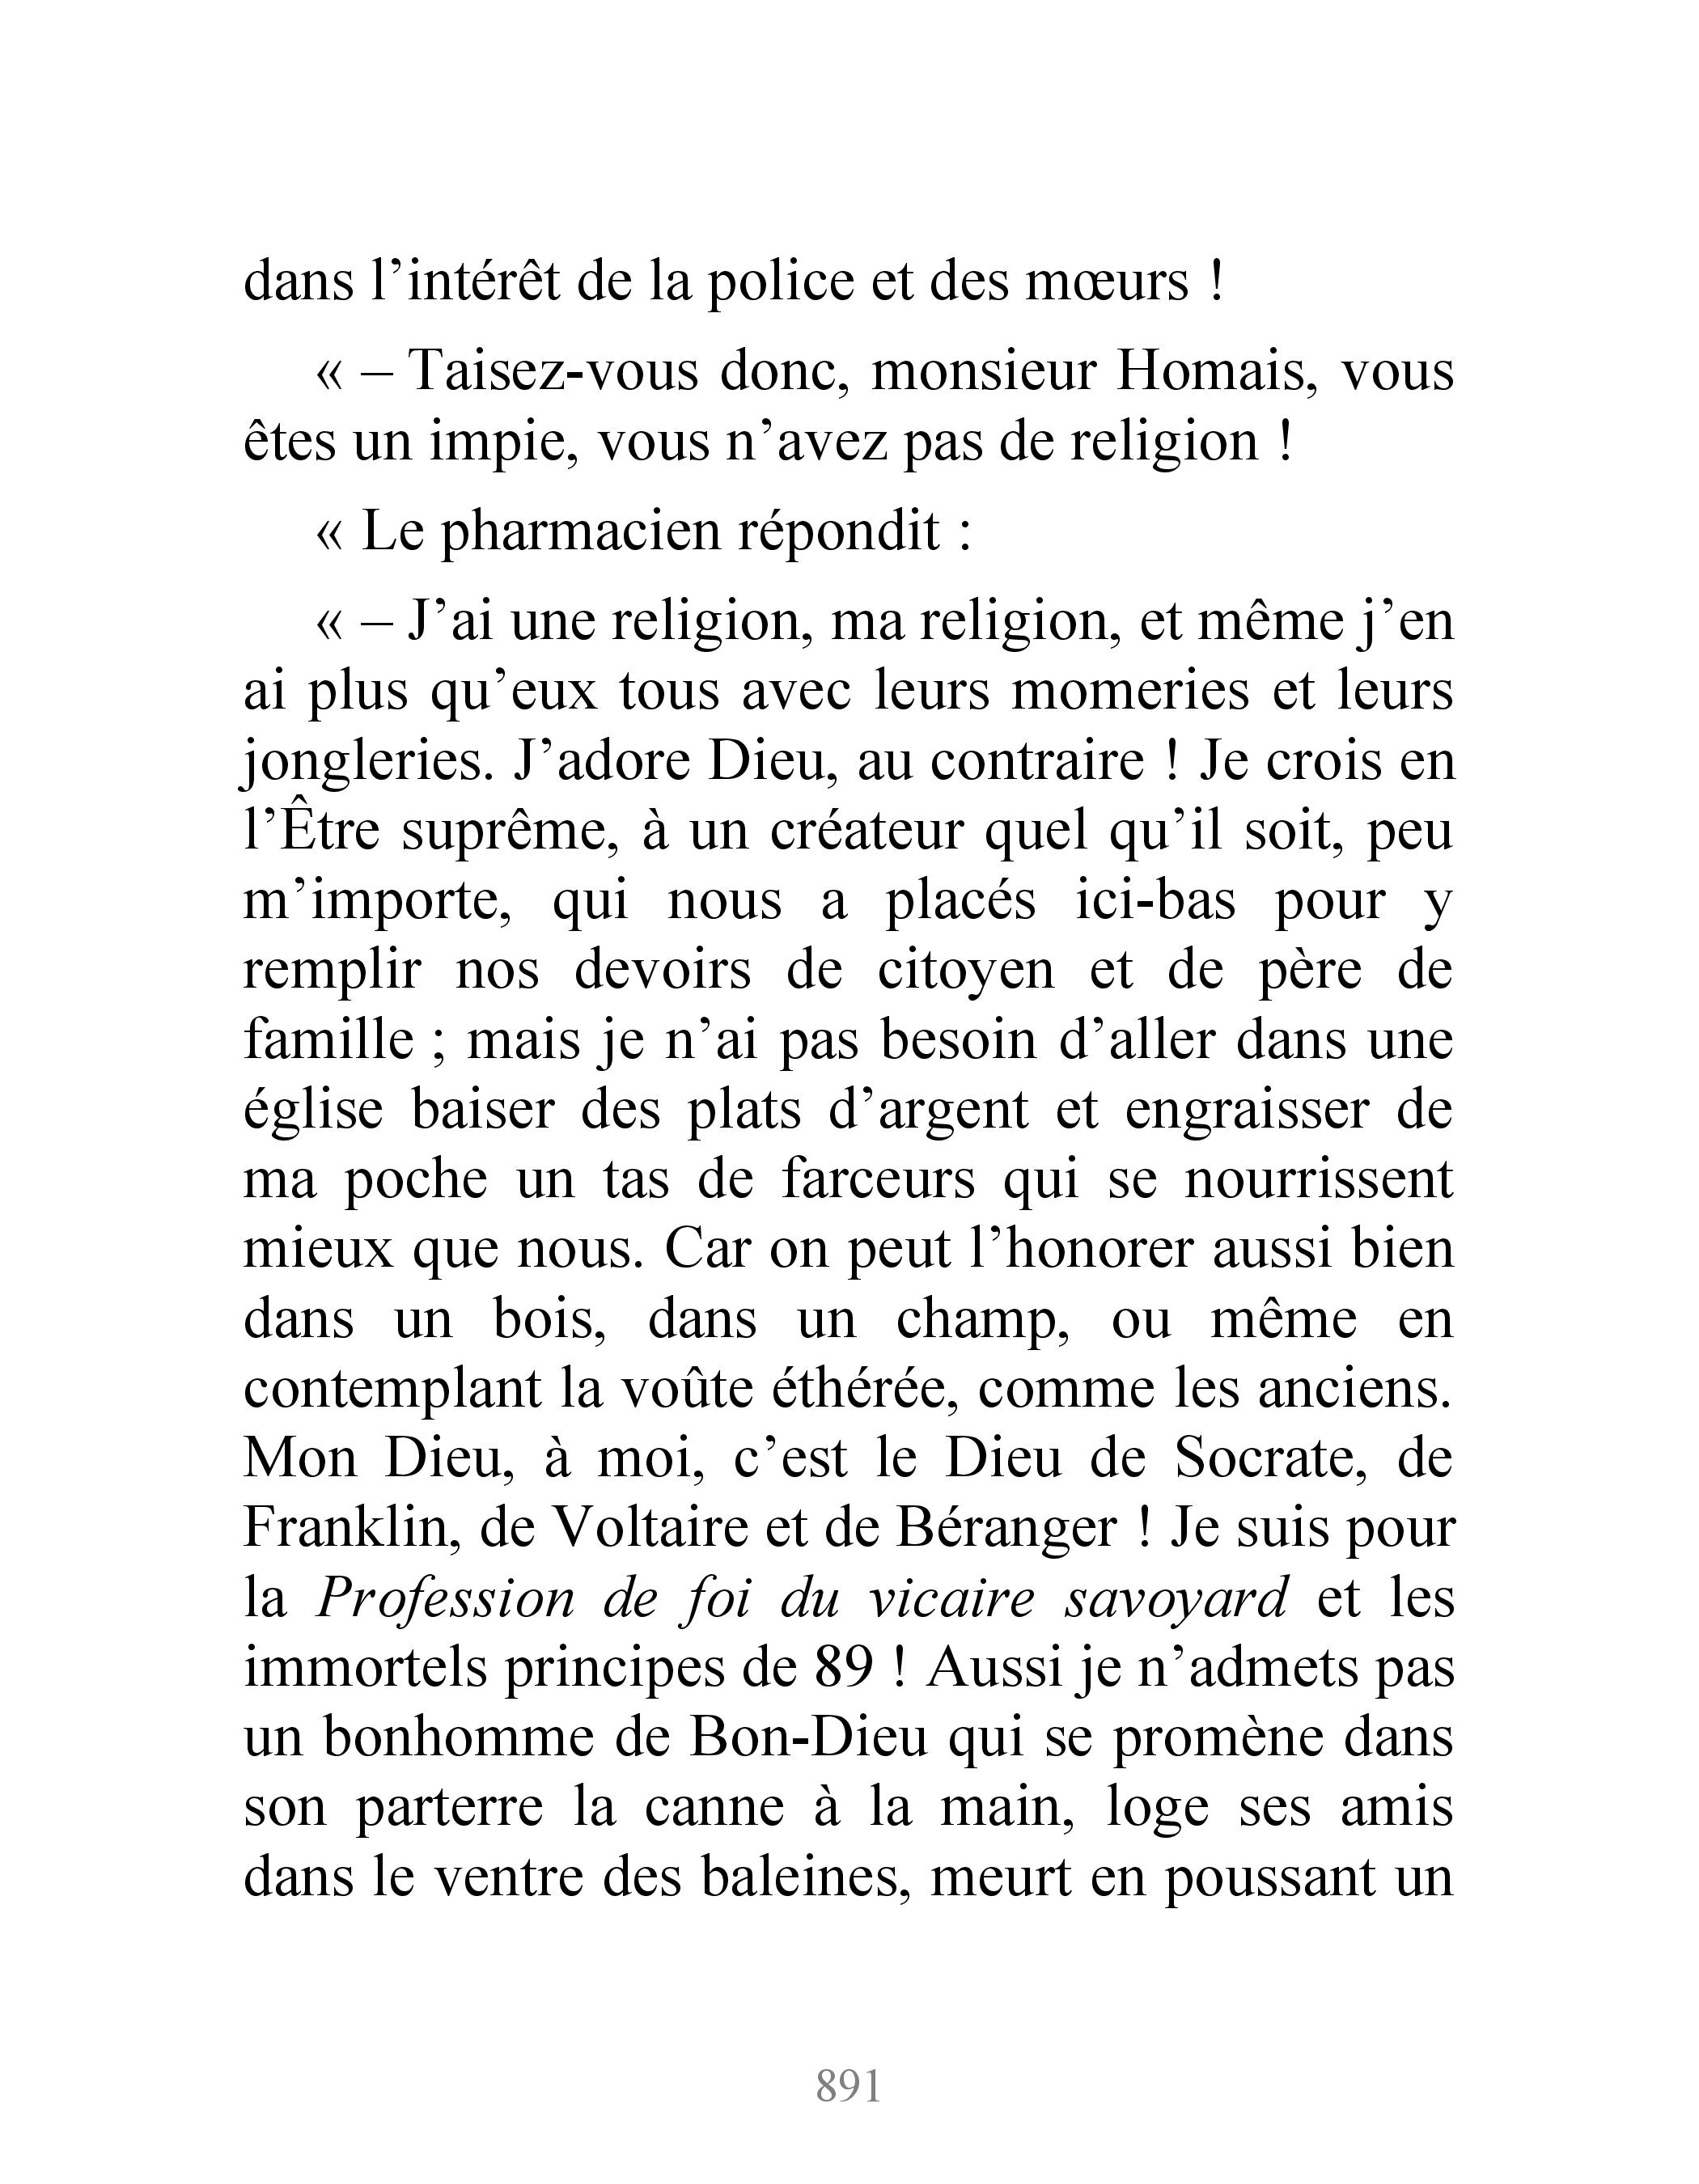 dans l’intérêt de la police et des mœurs !
« – Taisez-vous donc, monsieur Homais, vous
êtes un impie, vous n’avez pas de religion !
« Le pharmacien répondit :
« – J’ai une religion, ma religion, et même j’en
ai plus qu’eux tous avec leurs momeries et leurs
jongleries. J’adore Dieu, au contraire ! Je crois en
l’Être suprême, à un créateur quel qu’il soit, peu
m’importe, qui nous a placés ici-bas pour y
remplir nos devoirs de citoyen et de père de
famille ; mais je n’ai pas besoin d’aller dans une
église baiser des plats d’argent et engraisser de
ma poche un tas de farceurs qui se nourrissent
mieux que nous. Car on peut l’honorer aussi bien
dans un bois, dans un champ, ou même en
contemplant la voûte éthérée, comme les anciens.
Mon Dieu, à moi, c’est le Dieu de Socrate, de
Franklin, de Voltaire et de Béranger ! Je suis pour
la Profession de foi du vicaire savoyard et les
immortels principes de 89 ! Aussi je n’admets pas
un bonhomme de Bon-Dieu qui se promène dans
son parterre la canne à la main, loge ses amis
dans le ventre des baleines, meurt en poussant un
891